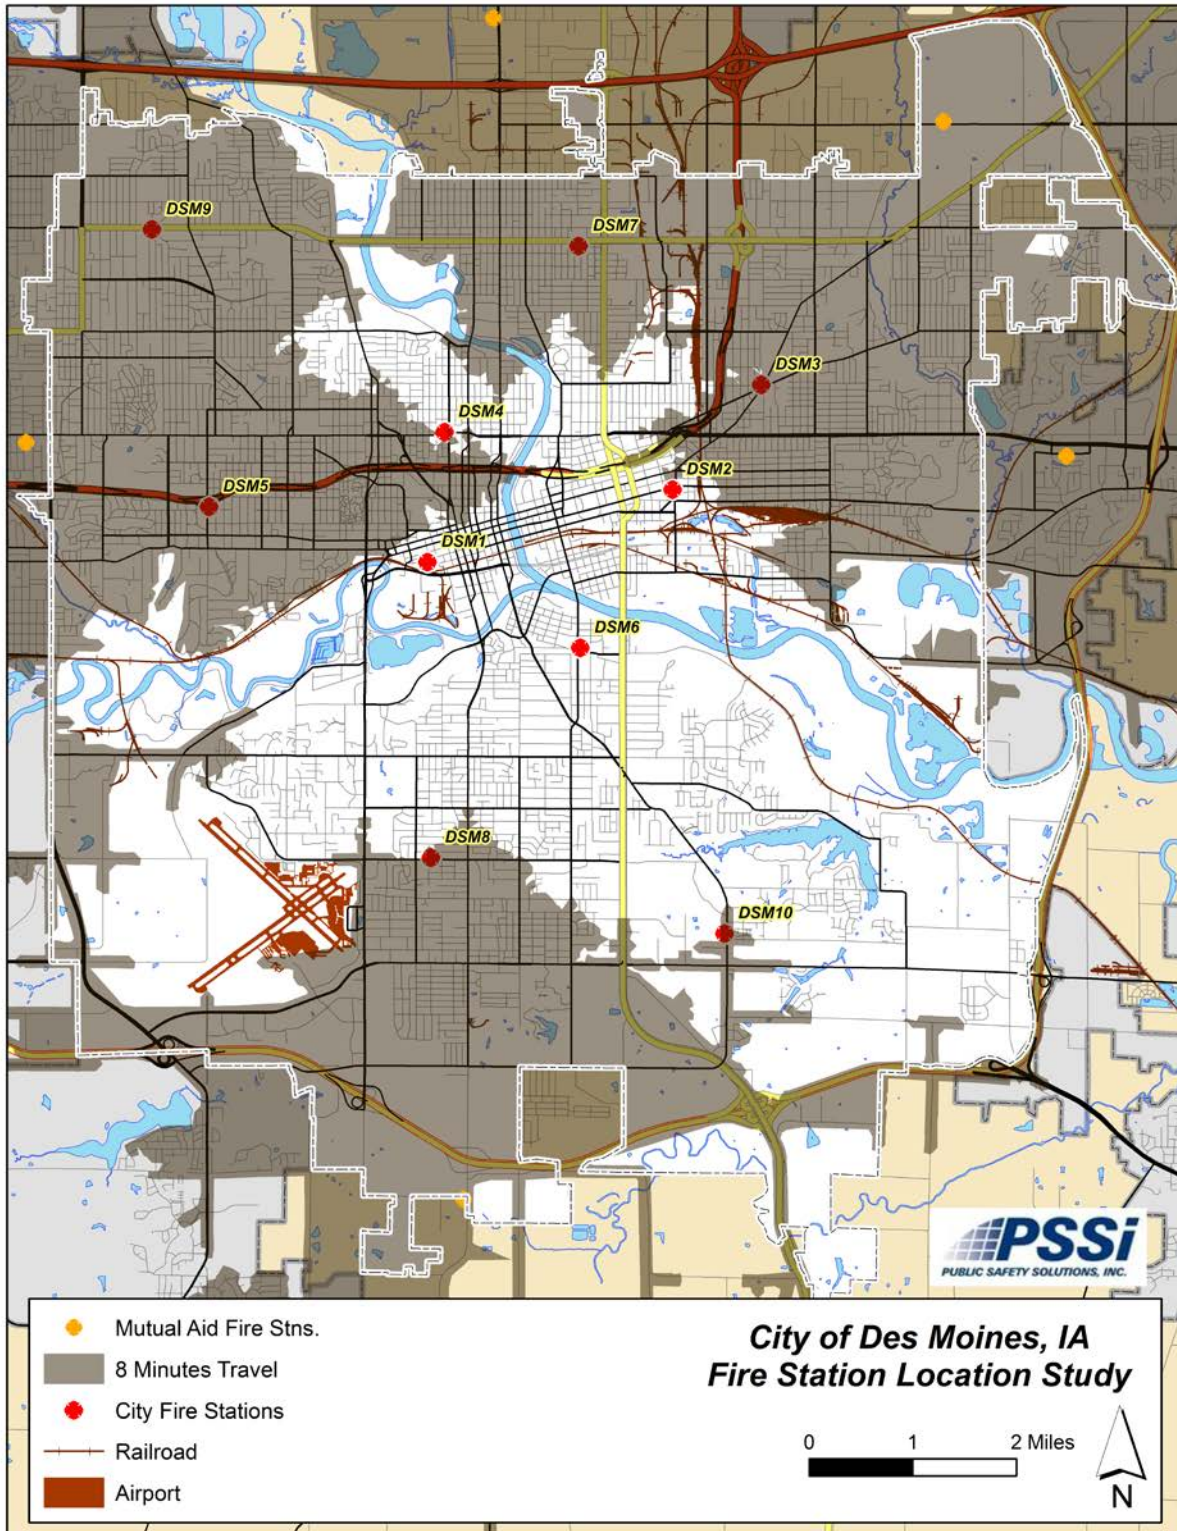 DSM9
DSM7
DSM3
DSM4
DSM2
DSM5
DSM1
DSM6
DSM8
DSM10
PSSi
PUBLIC SAFETY SOLUTIONS, INC.
Mutual Aid Fire Stns.
8 Minutes Travel
City Fire Stations
Railroad
Airport
City of Des Moines, IA
Fire Station Location Study
0 1 2 Miles
N